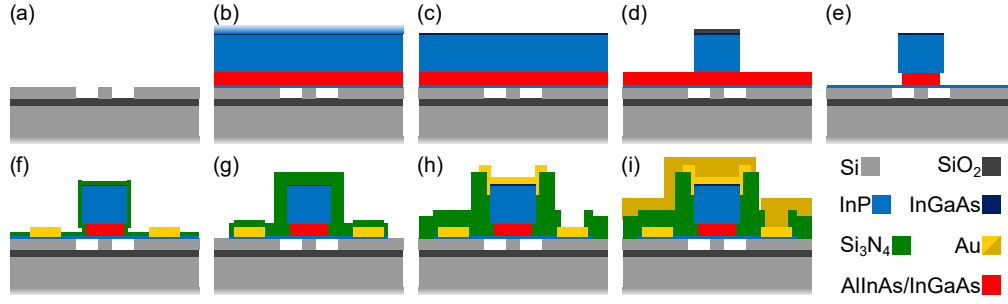 (a) (b) (c) (d) (e)
(f) (g) (h) (i)
Si SiO₂
InP InGaAs
Si₃N₄ Au
AlInAs/InGaAs